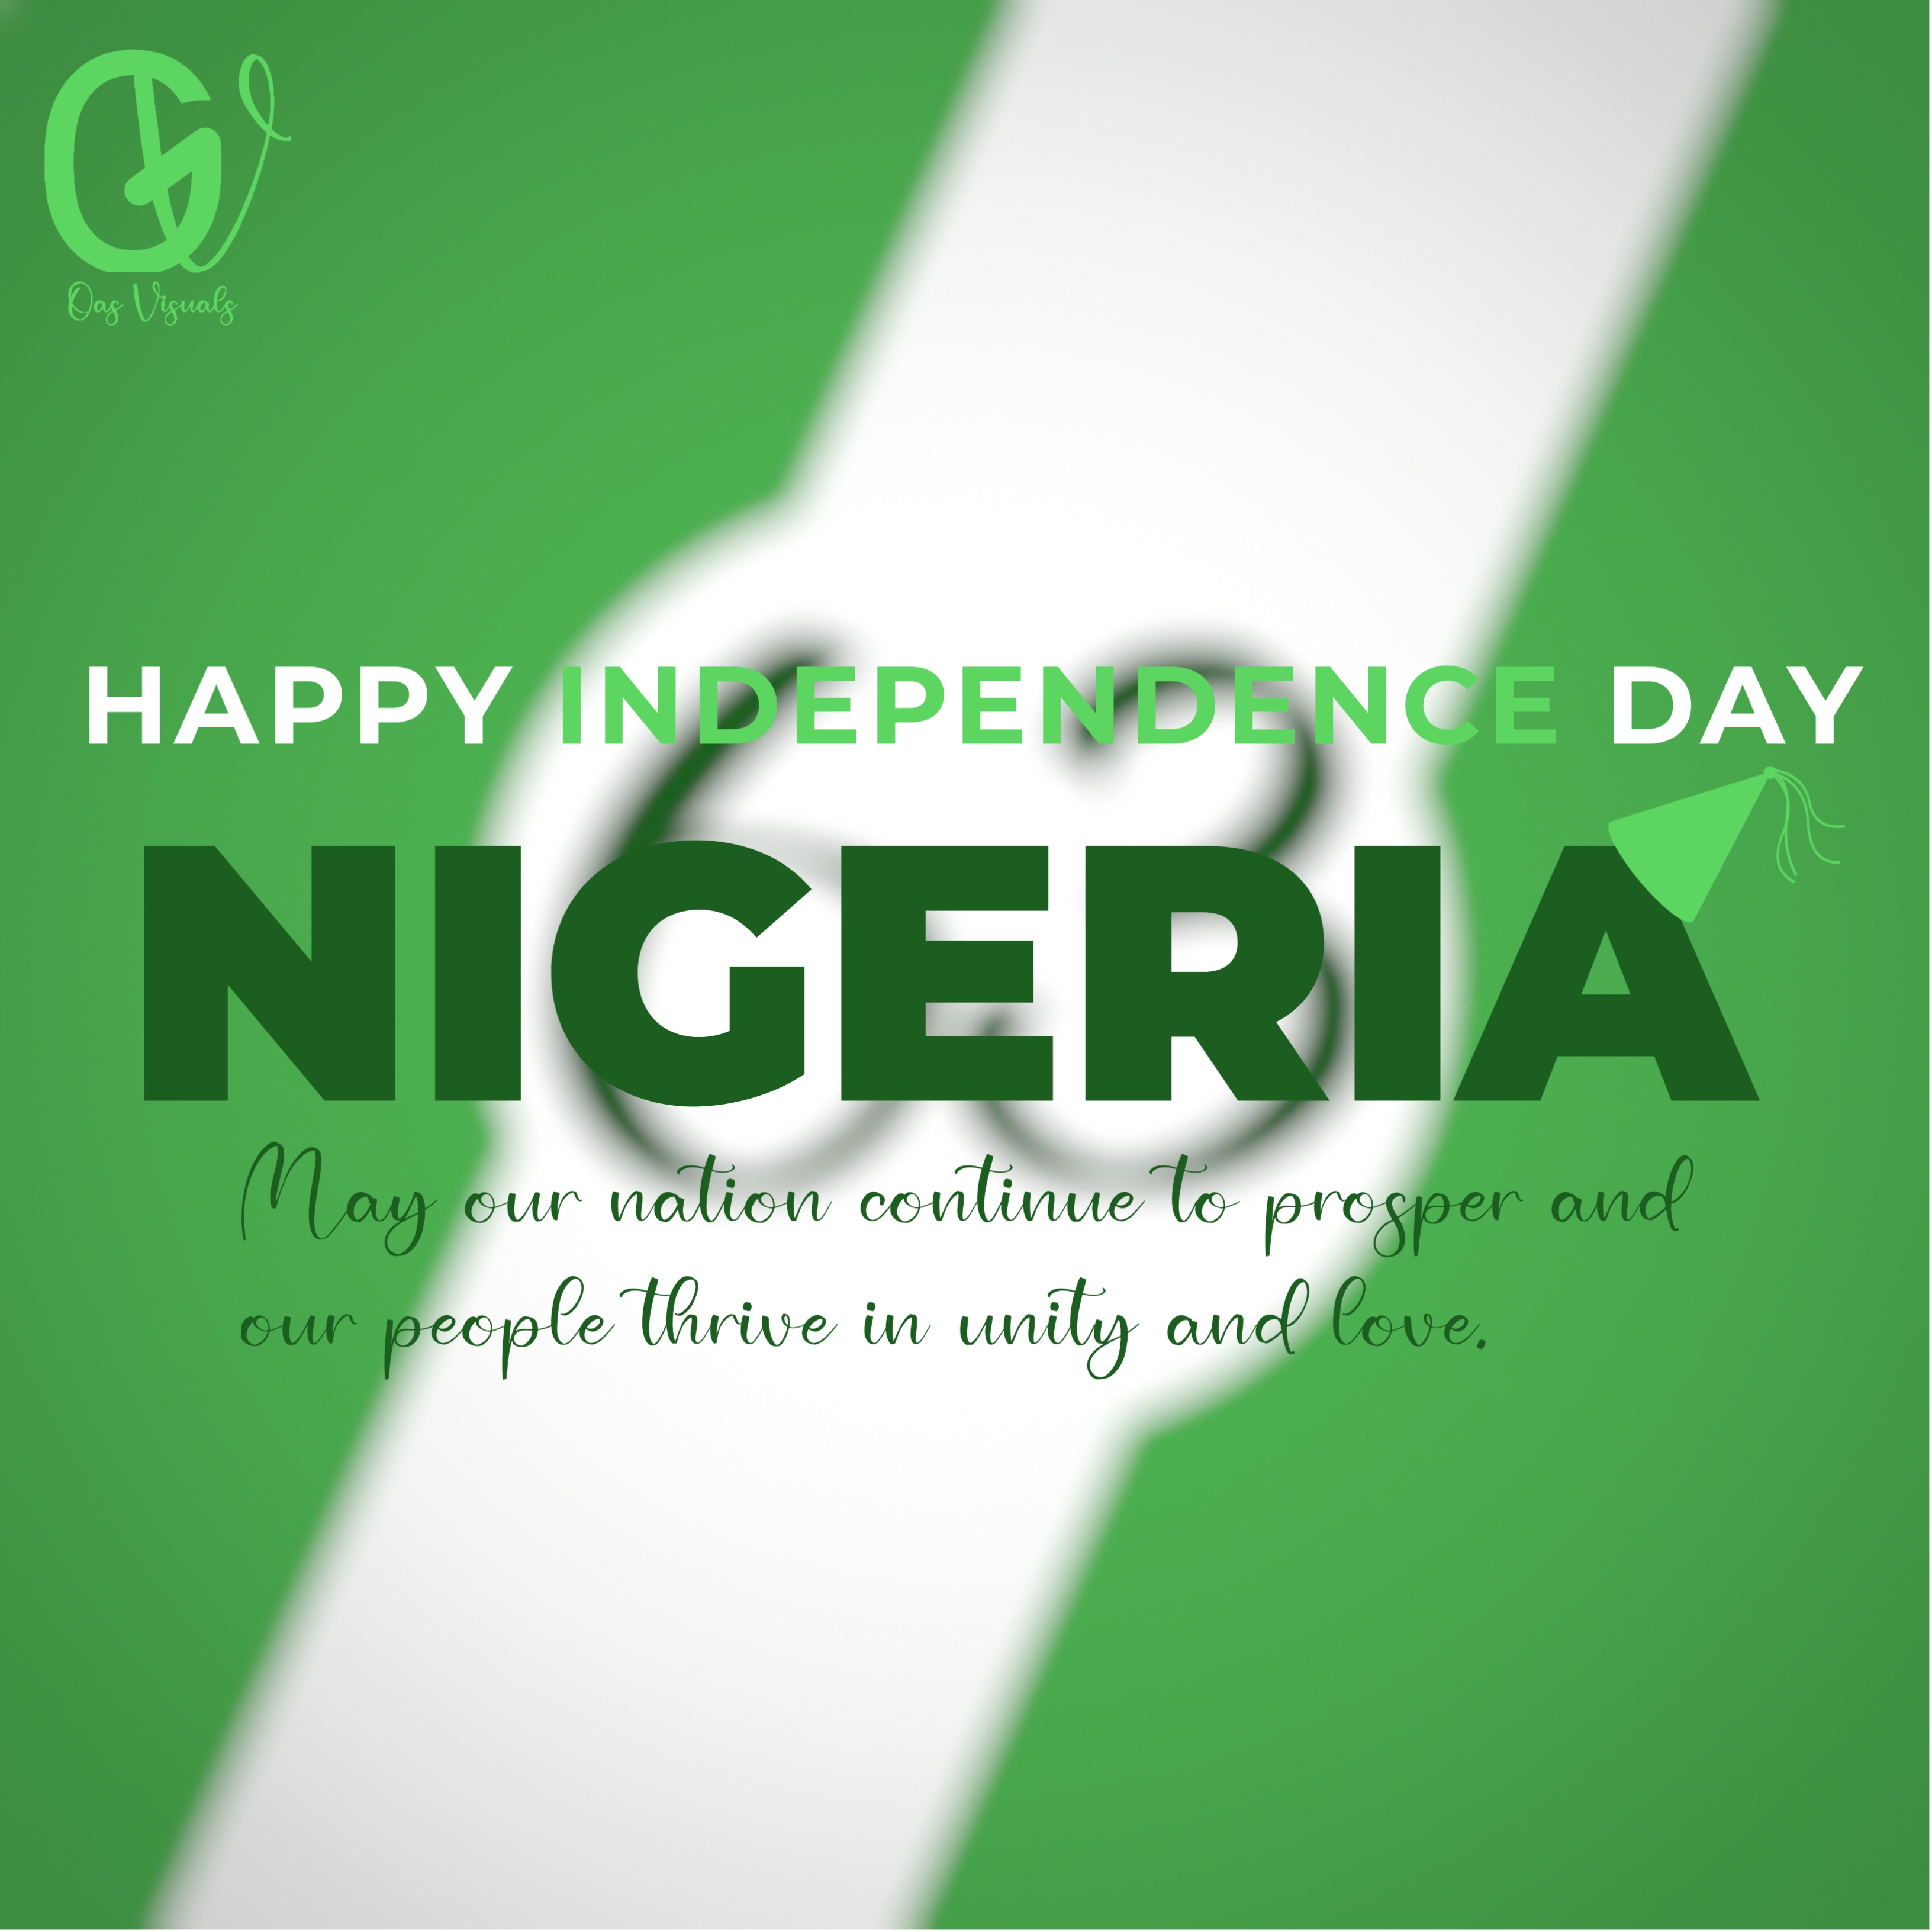 Oas Visuals
63
HAPPY INDEPENDENCE DAY
NIGERIA
May our nation continue to prosper and
our people thrive in unity and love.